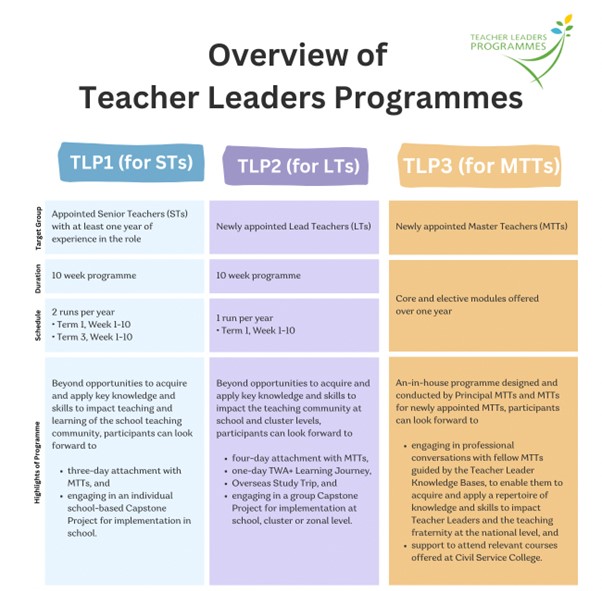 TEACHER LEADERS
PROGRAMMES
Overview of
Teacher Leaders Programmes
TLP1 (for STs)
TLP2 (for LTs)
TLP3 (for MTTs)
Target Group
Appointed Senior Teachers (STs)
with at least one year of
experience in the role
Newly appointed Lead Teachers (LTs)
Newly appointed Master Teachers (MTTs)
Duration
10 week programme
10 week programme
Core and elective modules offered
over one year
Schedule
2 runs per year
• Term 1, Week 1-10
• Term 3, Week 1-10
1 run per year
• Term 1, Week 1-10
Highlights of Programme
Beyond opportunities to acquire
and apply key knowledge and
skills to impact teaching and
learning of the school teaching
community, participants can look
forward to
• three-day attachment with
MTTs, and
• engaging in an individual
school-based Capstone
Project for implementation in
school.
Beyond opportunities to acquire and
apply key knowledge and skills to
impact the teaching community at
school and cluster levels,
participants can look forward to
• four-day attachment with MTTs,
• one-day TWA+ Learning Journey,
• Overseas Study Trip, and
• engaging in a group Capstone
Project for implementation at
school, cluster or zonal level.
An-in-house programme designed and
conducted by Principal MTTs and MTTs
for newly appointed MTTs, participants
can look forward to
• engaging in professional
conversations with fellow MTTs
guided by the Teacher Leader
Knowledge Bases, to enable them to
acquire and apply a repertoire of
knowledge and skills to impact
Teacher Leaders and the teaching
fraternity at the national level, and
• support to attend relevant courses
offered at Civil Service College.